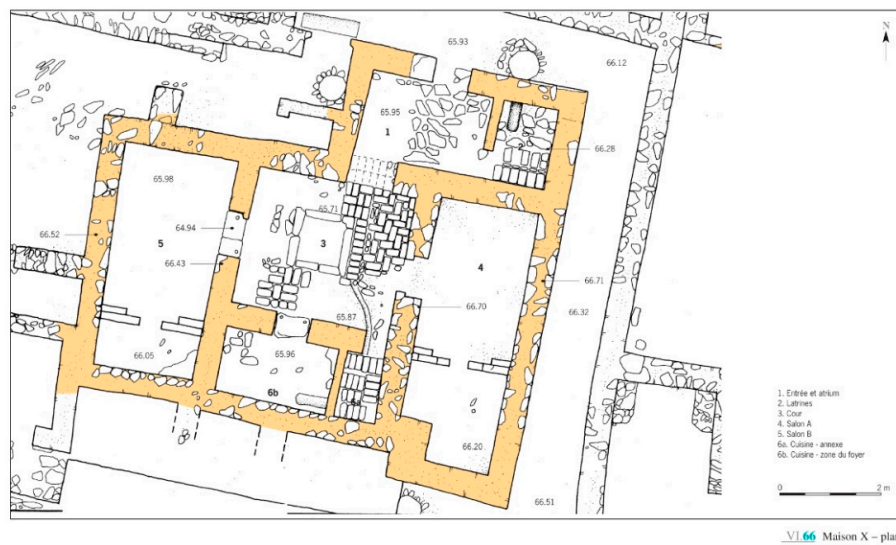 N
65.93
66.12
65.95
1
2
66.28
65.98
65.71
64.94
66.52
5
3
4
66.43
66.71
66.70
66.32
65.87
65.96
66.05
6b
6a
66.20
66.51
1. Entrée et atrium
2. Latrines
3. Cour
4. Salon A
5. Salon B
6a. Cuisine - annexe
6b. Cuisine - zone du foyer
0 2 m
VI.66 Maison X – plan